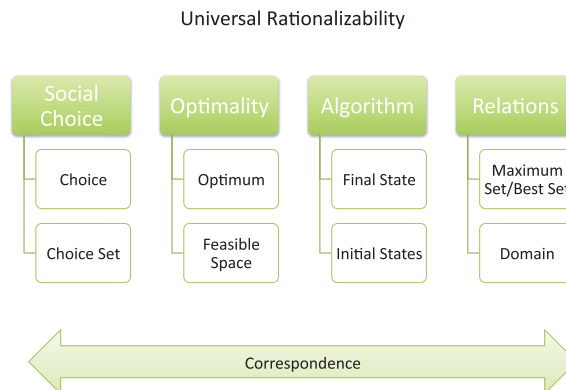 Universal Rationalizability
Social
Choice
Optimality
Algorithm
Relations
Choice
Optimum
Final State
Maximum
Set/Best Set
Choice Set
Feasible
Space
Initial States
Domain
Correspondence